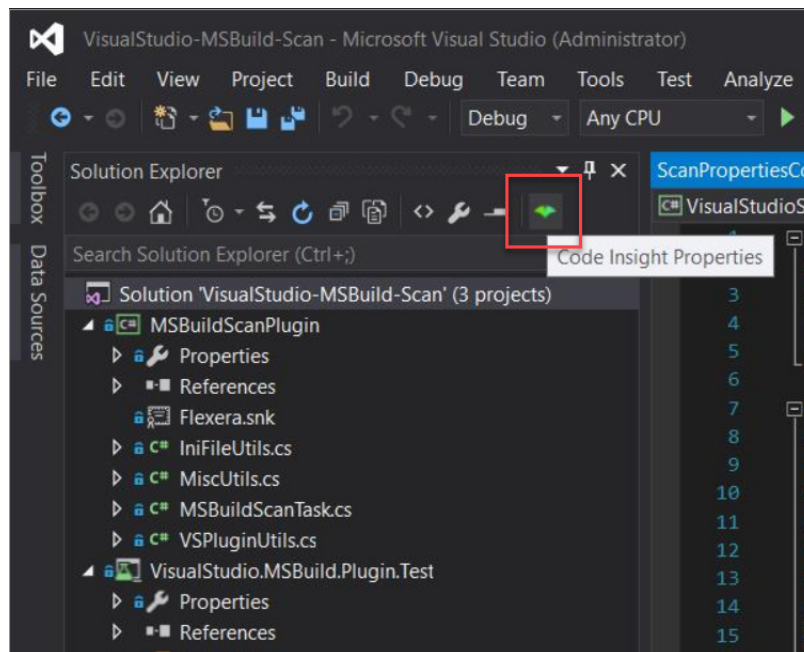 VisualStudio-MSBuild-Scan - Microsoft Visual Studio (Administrator)
File Edit View Project Build Debug Team Tools Test Analyze
Debug Any CPU
Toolbox
Data Sources
Solution Explorer
Search Solution Explorer (Ctrl+;)
Solution 'VisualStudio-MSBuild-Scan' (3 projects)
C# MSBuildScanPlugin
Properties
References
Flexera.snk
C# IniFileUtils.cs
C# MiscUtils.cs
C# MSBuildScanTask.cs
C# VSPluginUtils.cs
VisualStudio.MSBuild.Plugin.Test
Properties
References
Code Insight Properties
ScanPropertiesCo
C# VisualStudioS
3
4
5
6
7
8
9
10
11
12
13
14
15